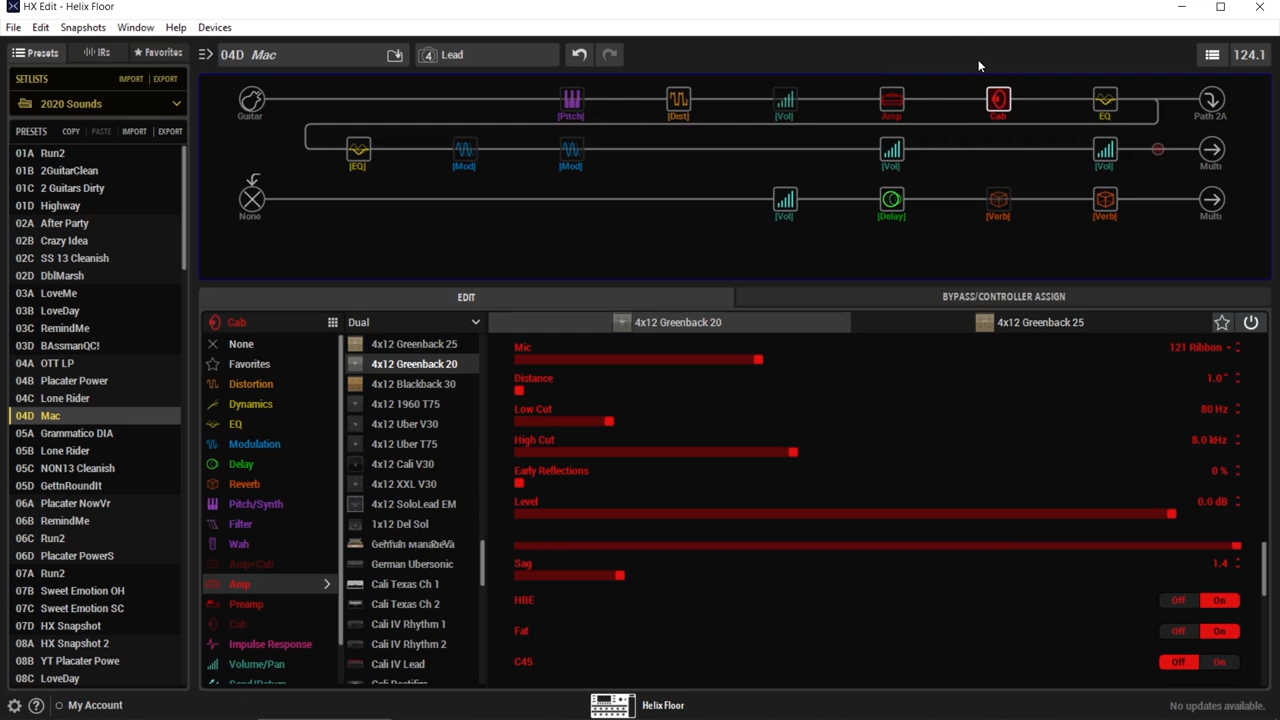 HX Edit - Helix Floor
File Edit Snapshots Window Help Devices
Presets IRs Favorites
04D Mac
4 Lead
124.1
SETLISTS IMPORT EXPORT
2020 Sounds
PRESETS COPY PASTE IMPORT EXPORT
01A Run2
01B 2GuitarClean
01C 2 Guitars Dirty
01D Highway
02A After Party
02B Crazy Idea
02C SS 13 Cleanish
02D DblMarsh
03A LoveMe
03B LoveDay
03C RemindMe
03D BAssmanQC!
04A OTT LP
04B Placater Power
04C Lone Rider
04D Mac
05A Grammatico DIA
05B Lone Rider
05C NON13 Cleanish
05D GettnRoundIt
06A Placater NowVr
06B RemindMe
06C Run2
06D Placater PowerS
07A Run2
07B Sweet Emotion OH
07C Sweet Emotion SC
07D HX Snapshot
08A HX Snapshot 2
08B YT Placater Powe
08C LoveDay
Guitar [Pitch] [Dist] [Vol] Amp Cab EQ Path 2A
[EQ] [Mod] [Mod] [Vol] [Vol] Multi
None [Vol] [Delay] [Verb] [Verb] Multi
EDIT
BYPASS/CONTROLLER ASSIGN
Cab
None
Favorites
Distortion
Dynamics
EQ
Modulation
Delay
Reverb
Pitch/Synth
Filter
Wah
Amp+Cab
Amp
Preamp
Cab
Impulse Response
Volume/Pan
Send/Return
Dual
4x12 Greenback 25
4x12 Greenback 20
4x12 Blackback 30
4x12 1960 T75
4x12 Uber V30
4x12 Uber T75
4x12 Cali V30
4x12 XXL V30
4x12 SoloLead EM
1x12 Del Sol
German Ubersonic
Cali Texas Ch 1
Cali Texas Ch 2
Cali IV Rhythm 1
Cali IV Rhythm 2
Cali IV Lead
Cali Rectifire
4x12 Greenback 20
4x12 Greenback 25
Mic 121 Ribbon
Distance 1.0"
Low Cut 80 Hz
High Cut 8.0 kHz
Early Reflections 0 %
Level 0.0 dB
Sag 1.4
HBE Off On
Fat Off On
C45 Off On
My Account
Helix Floor
No updates available.